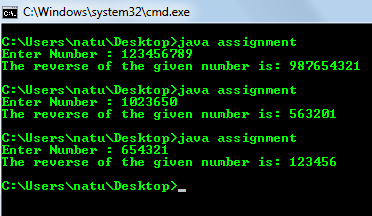 C:\Windows\system32\cmd.exe
C:\Users\natu\Desktop>java assignment
Enter Number : 123456789
The reverse of the given number is: 987654321
C:\Users\natu\Desktop>java assignment
Enter Number : 1023650
The reverse of the given number is: 563201
C:\Users\natu\Desktop>java assignment
Enter Number : 654321
The reverse of the given number is: 123456
C:\Users\natu\Desktop>_